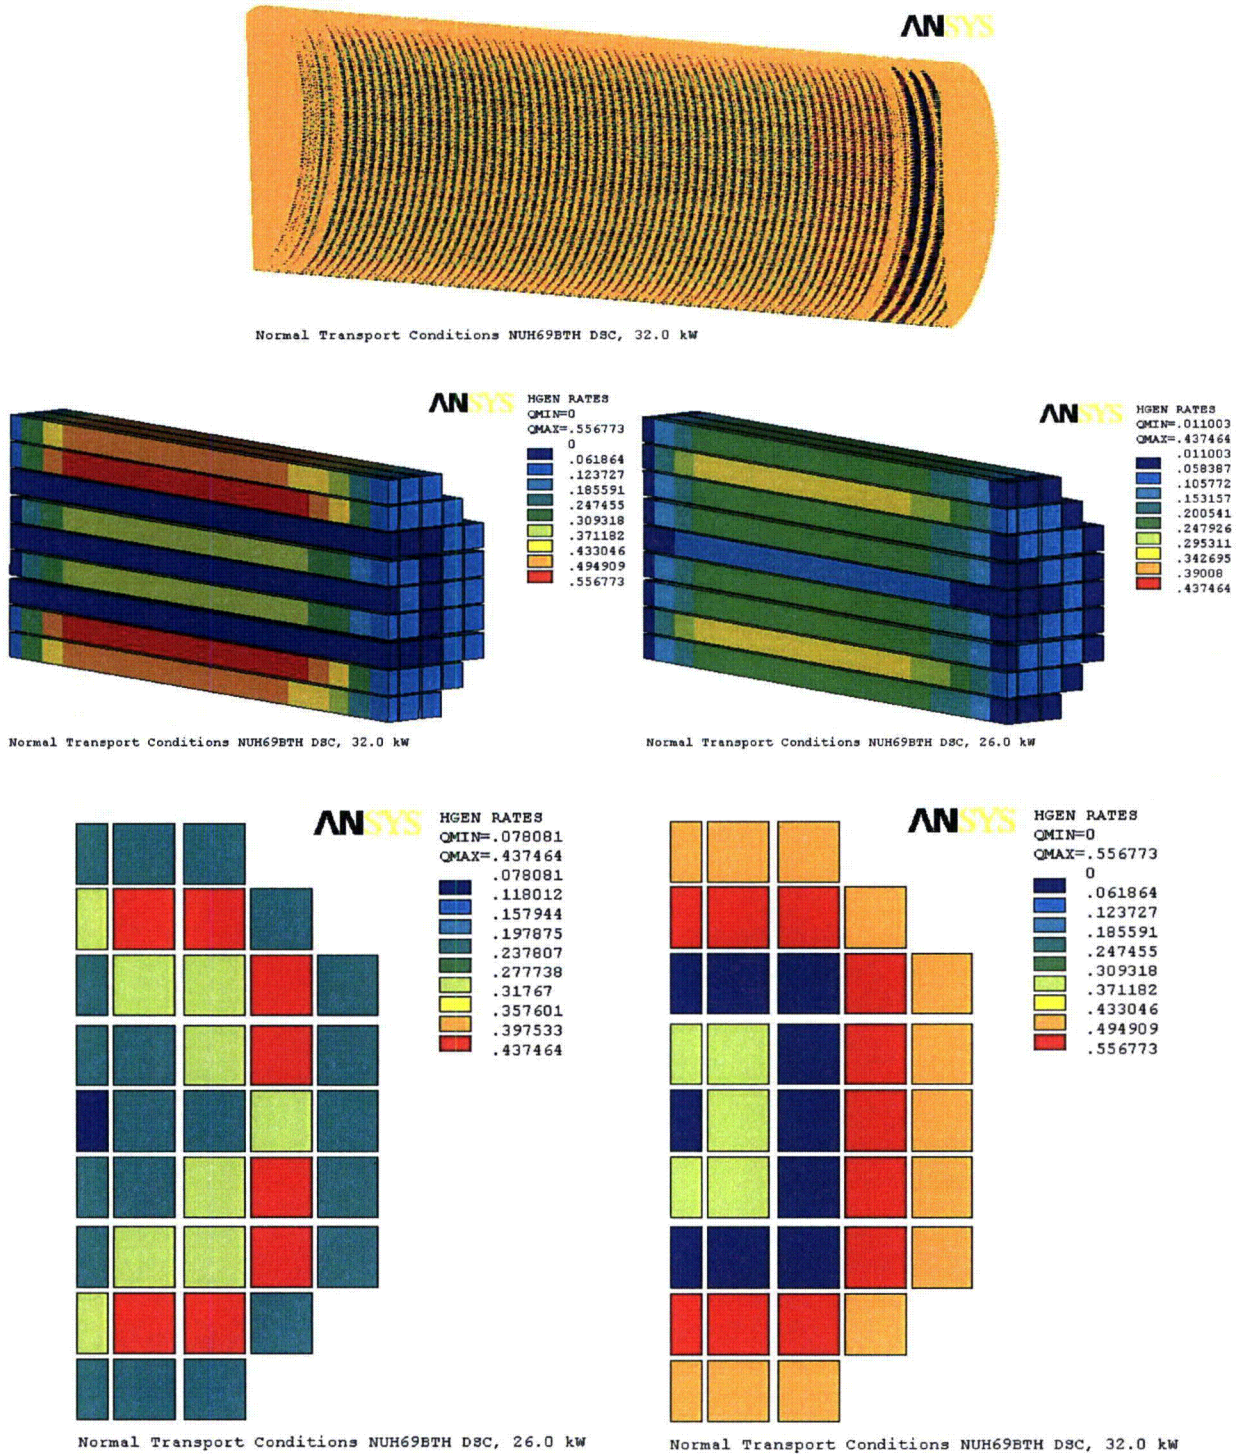 ANSYS
Normal Transport Conditions NUH69BTH DSC, 32.0 kW
ANSYS
HGEN RATES
QMIN=0
QMAX=.556773
0
.061864
.123727
.185591
.247455
.309318
.371182
.433046
.494909
.556773
Normal Transport Conditions NUH69BTH DSC, 32.0 kW
ANSYS
HGEN RATES
QMIN=.011003
QMAX=.437464
.011003
.058387
.105772
.153157
.200541
.247926
.295311
.342695
.39008
.437464
Normal Transport Conditions NUH69BTH DSC, 26.0 kW
ANSYS
HGEN RATES
QMIN=.078081
QMAX=.437464
.078081
.118012
.157944
.197875
.237807
.277738
.31767
.357601
.397533
.437464
Normal Transport Conditions NUH69BTH DSC, 26.0 kW
ANSYS
HGEN RATES
QMIN=0
QMAX=.556773
0
.061864
.123727
.185591
.247455
.309318
.371182
.433046
.494909
.556773
Normal Transport Conditions NUH69BTH DSC, 32.0 kW